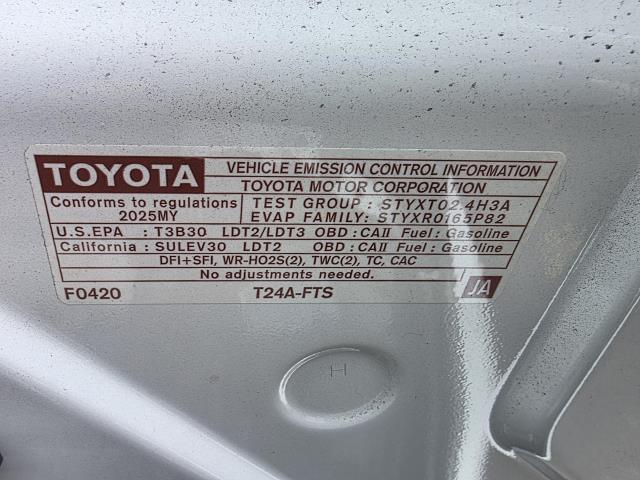 TOYOTA VEHICLE EMISSION CONTROL INFORMATION
TOYOTA MOTOR CORPORATION
Conforms to regulations TEST GROUP : STYXT02.4H3A
2025MY EVAP FAMILY: STYXR0165P82
U.S.EPA : T3B30 LDT2/LDT3 OBD : CAII Fuel : Gasoline
California : SULEV30 LDT2 OBD : CAII Fuel : Gasoline
DFI+SFI, WR-HO2S(2), TWC(2), TC, CAC
No adjustments needed.
F0420 T24A-FTS JA
H